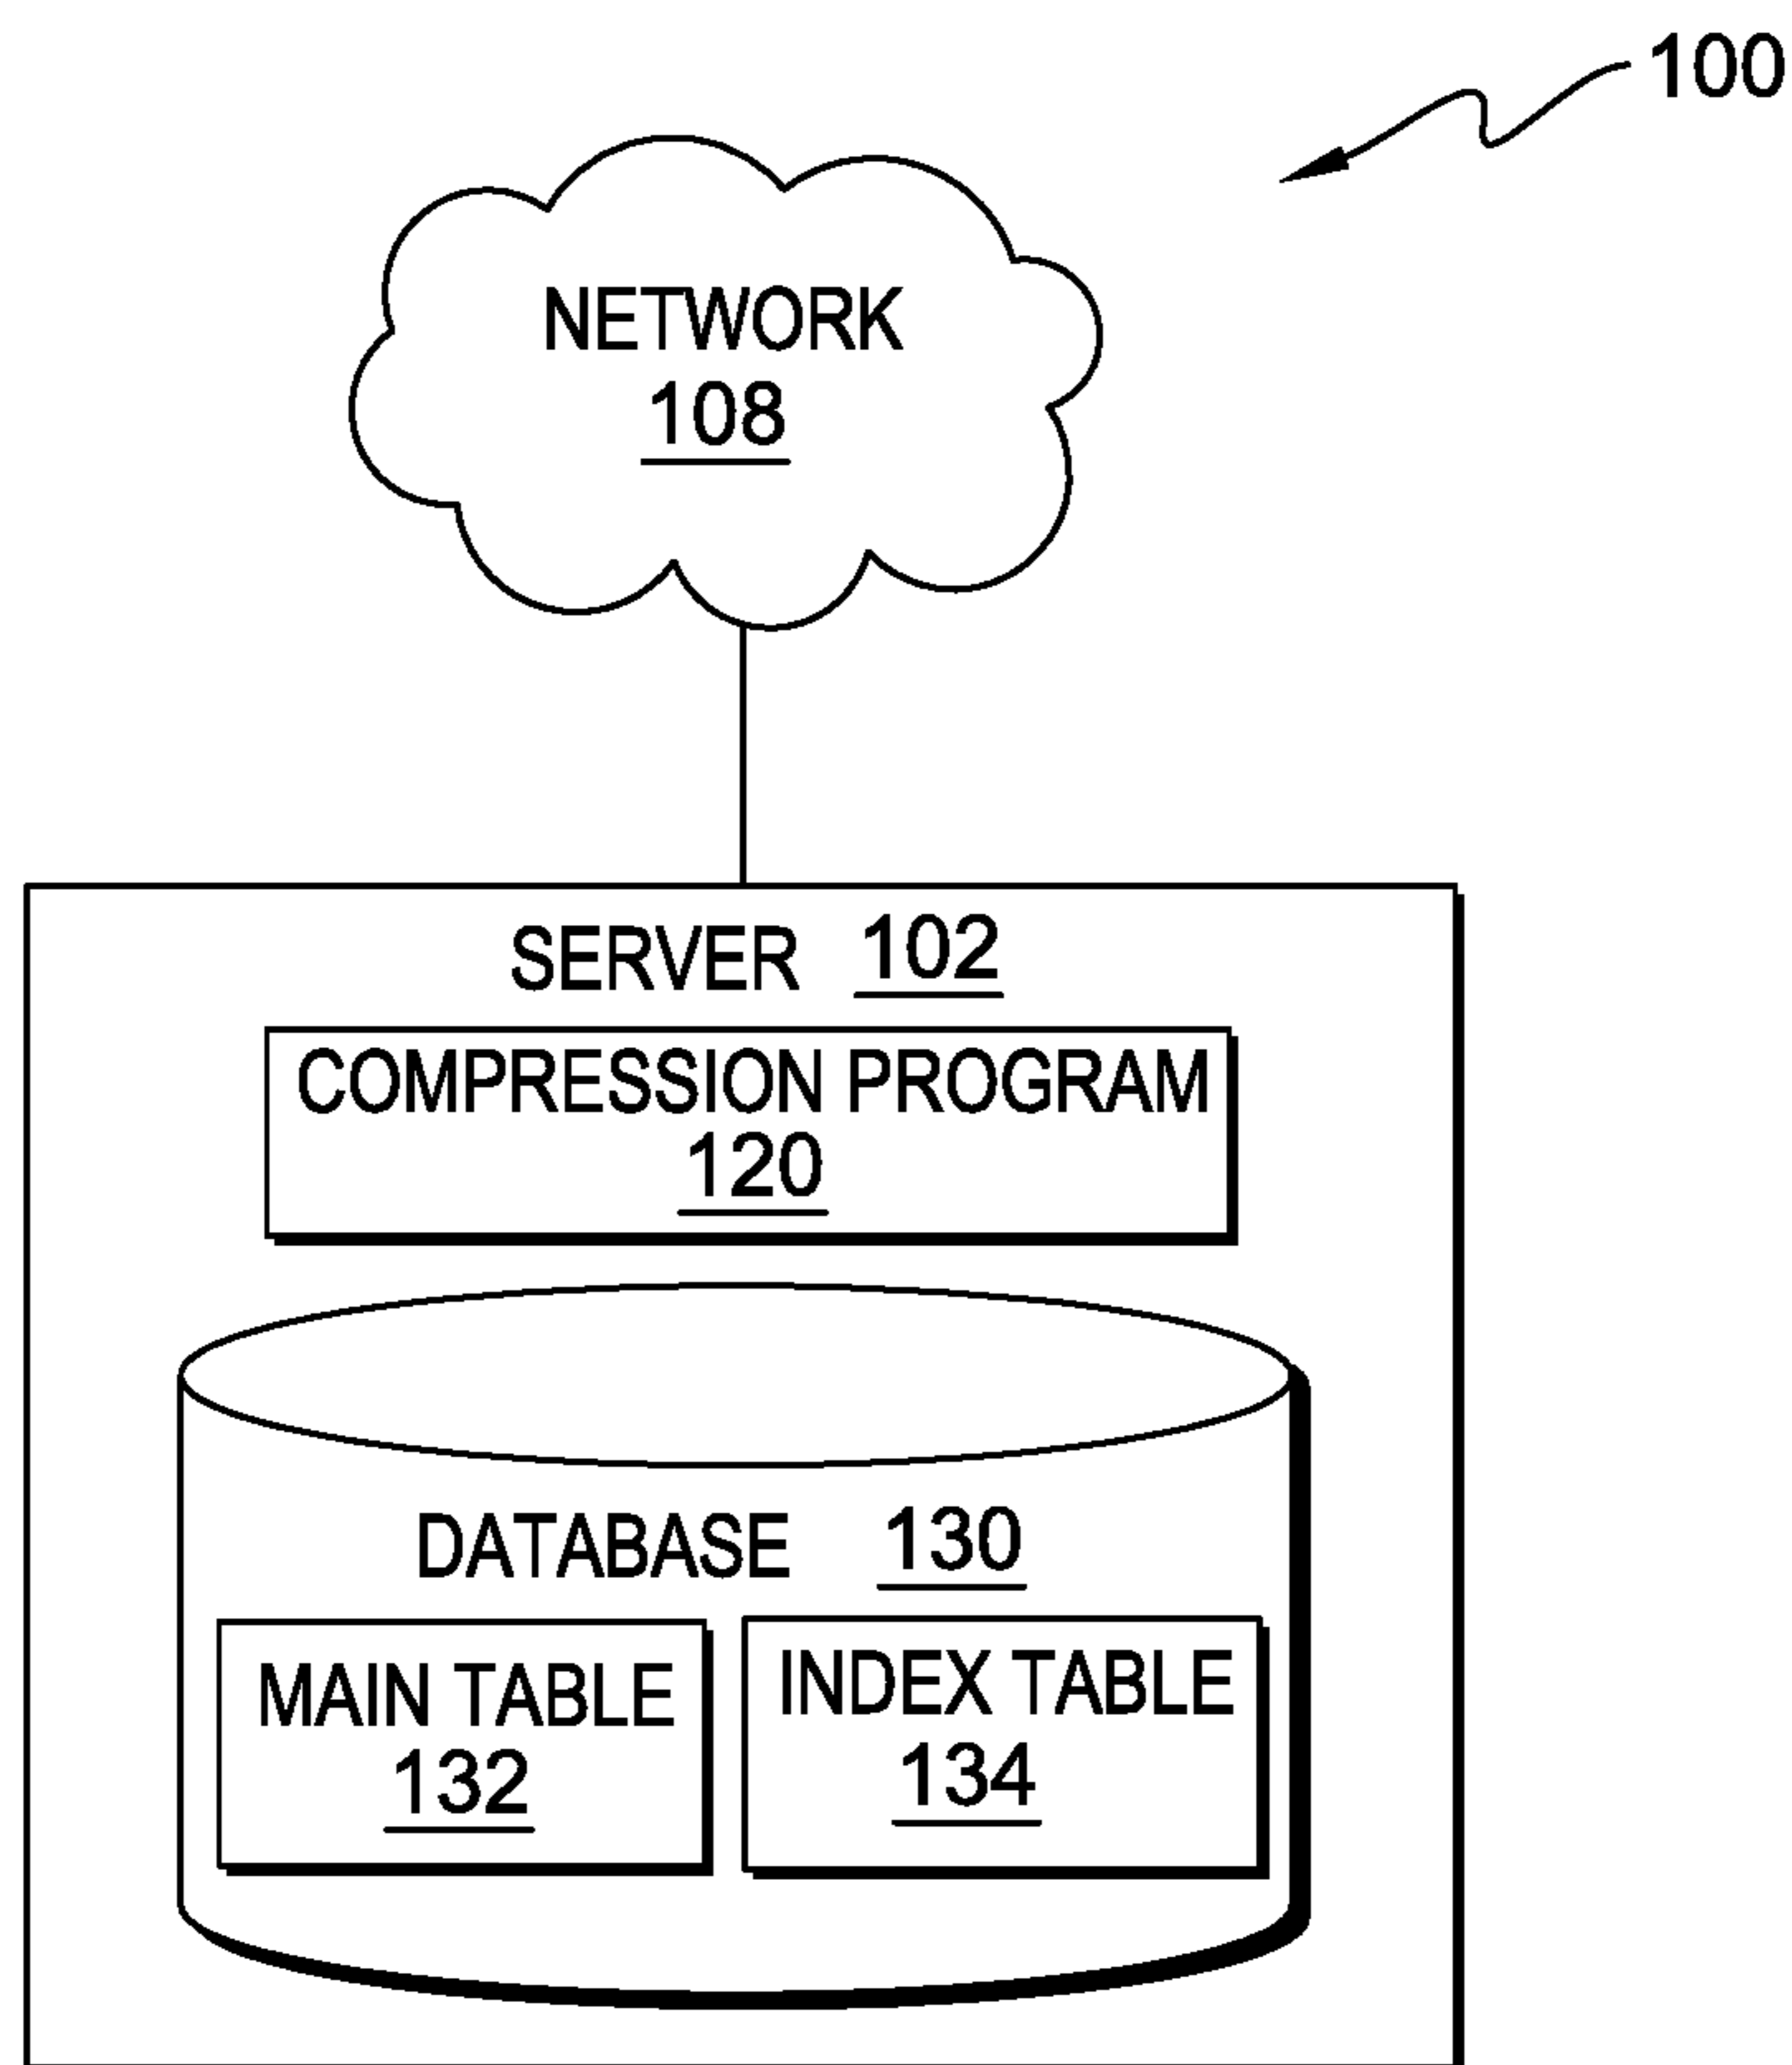 100
NETWORK
108
SERVER 102
COMPRESSION PROGRAM
120
DATABASE 130
MAIN TABLE
132
INDEX TABLE
134